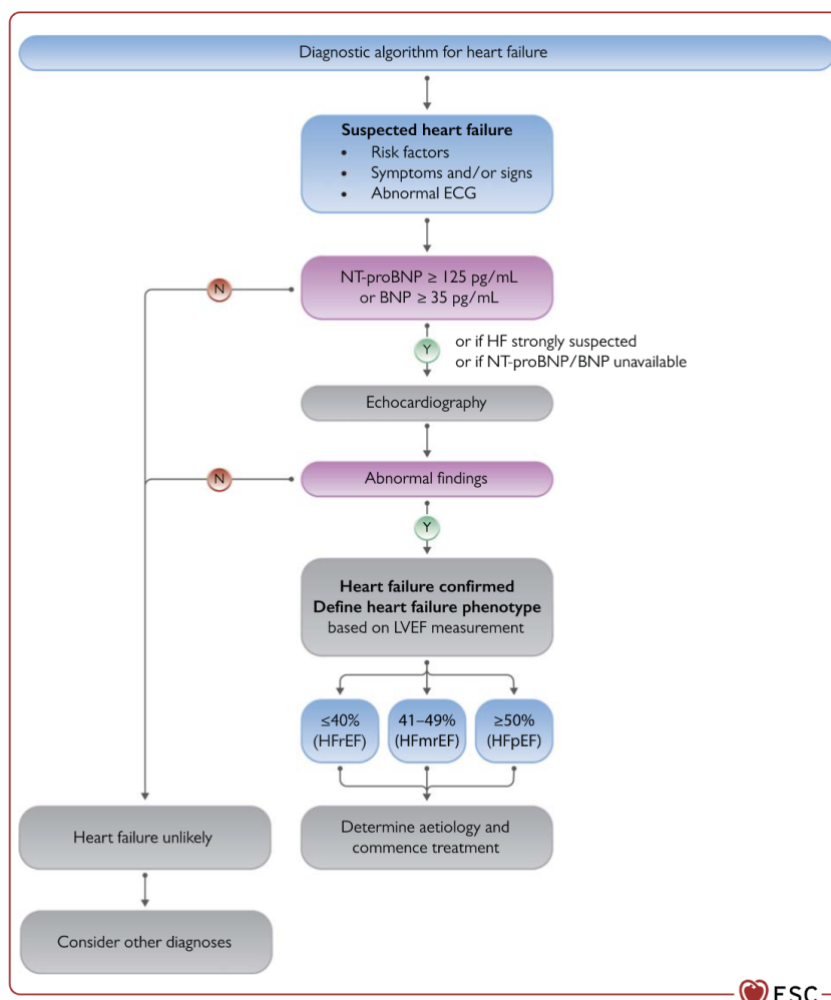 Diagnostic algorithm for heart failure
Suspected heart failure
• Risk factors
• Symptoms and/or signs
• Abnormal ECG
N
NT-proBNP ≥ 125 pg/mL
or BNP ≥ 35 pg/mL
Y
or if HF strongly suspected
or if NT-proBNP/BNP unavailable
Echocardiography
N
Abnormal findings
Y
Heart failure confirmed
Define heart failure phenotype
based on LVEF measurement
≤40%
(HFrEF)
41–49%
(HFmrEF)
≥50%
(HFpEF)
Heart failure unlikely
Determine aetiology and
commence treatment
Consider other diagnoses
ESC